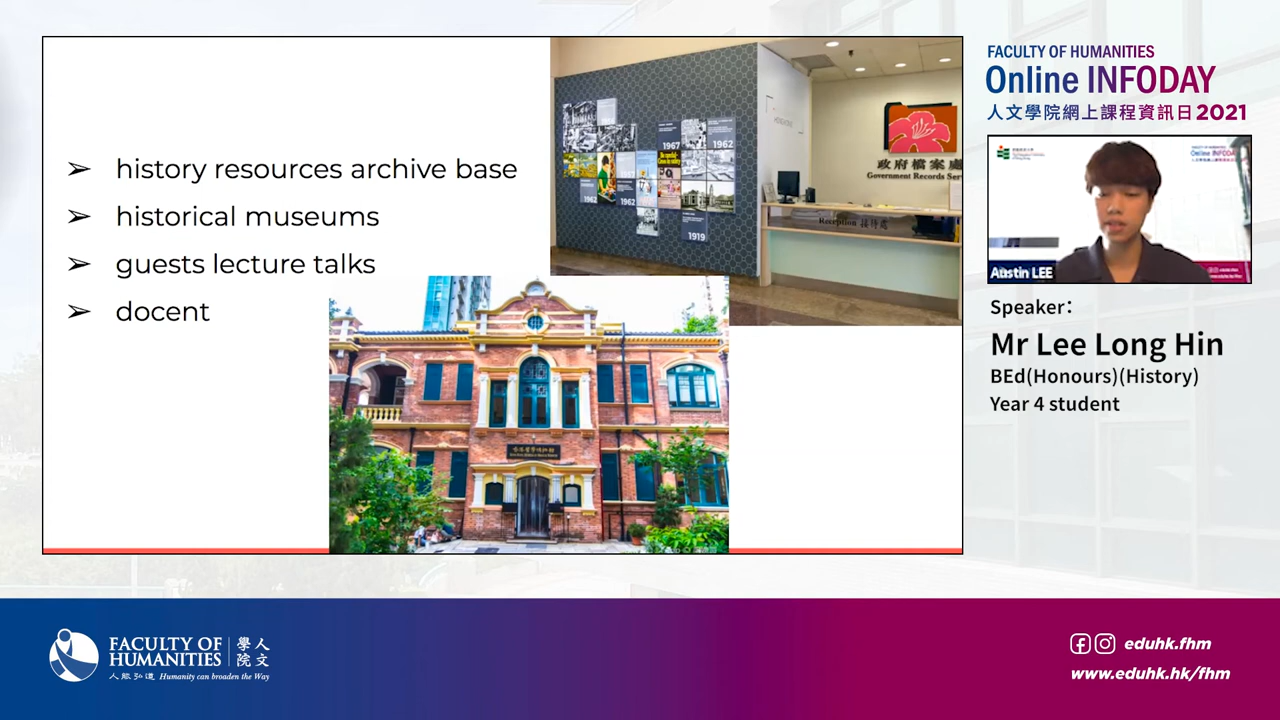 ➢ history resources archive base
➢ historical museums
➢ guests lecture talks
➢ docent
1967
1962
1962
1962
1919
政府檔案處
Government Records Ser
Reception 接待處
FACULTY OF HUMANITIES
Online INFODAY
人文學院網上課程資訊日2021
Austin LEE
Speaker:
Mr Lee Long Hin
BEd(Honours)(History)
Year 4 student
FACULTY OF
HUMANITIES
學人
院文
人能弘道 Humanity can broaden the Way
eduhk.fhm
www.eduhk.hk/fhm